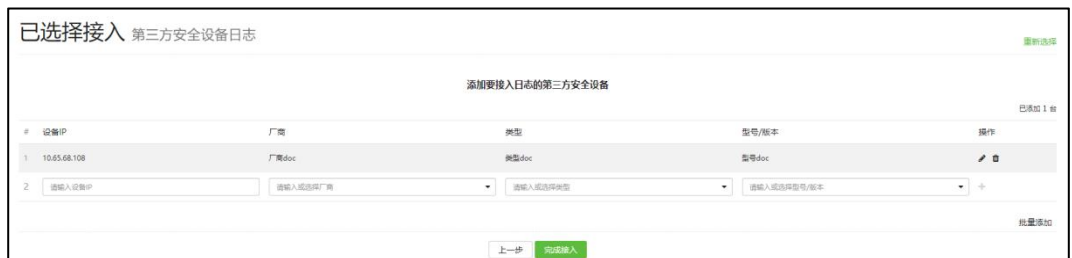 已选择接入 第三方安全设备日志
重新选择
添加要接入日志的第三方安全设备
已添加 1 台
# 设备IP 厂商 类型 型号/版本 操作
1 10.65.68.108 厂商doc 类型doc 型号doc
2 请输入设备IP 请输入或选择厂商 请输入或选择类型 请输入或选择型号/版本
批量添加
上一步 完成接入